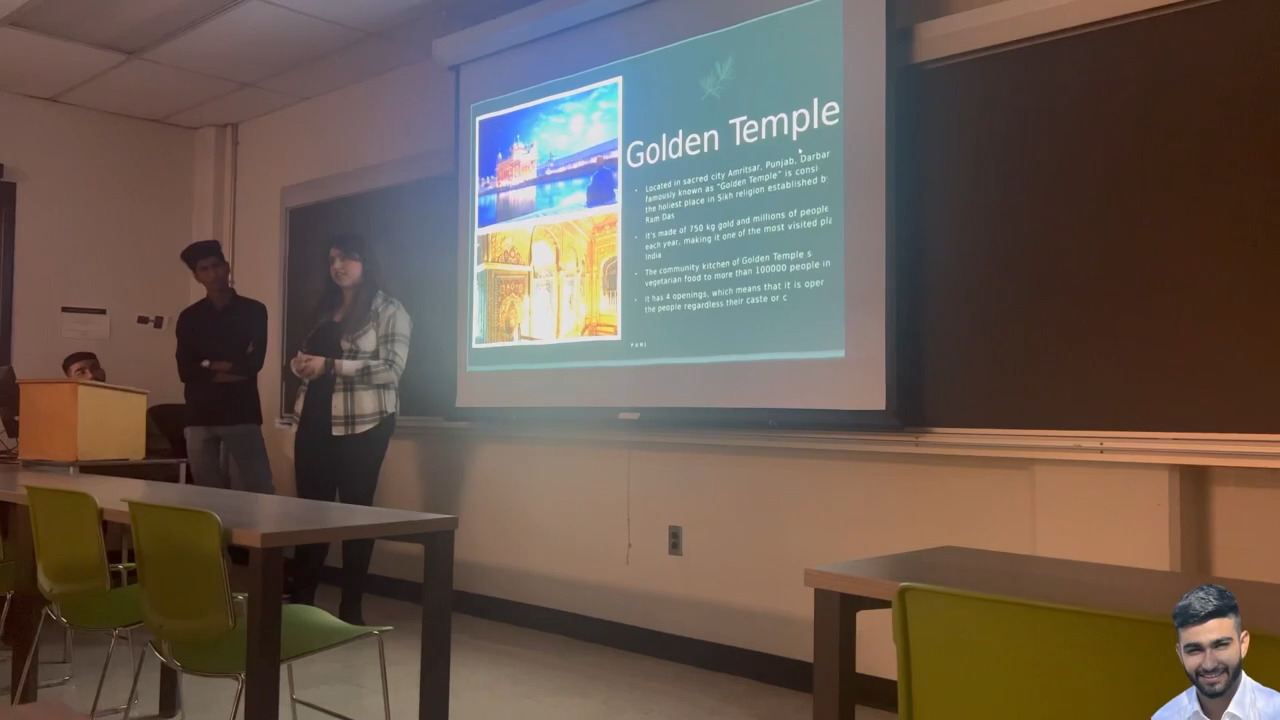 Golden Temple
Located in sacred city Amritsar, Punjab, Darbar
famously known as "Golden Temple" is consi
the holiest place in Sikh religion established b
Ram Das
It's made of 750 kg gold and millions of people
each year, making it one of the most visited pla
India
The community kitchen of Golden Temple s
vegetarian food to more than 100000 people in
It has 4 openings, which means that it is oper
the people regardless their caste or c